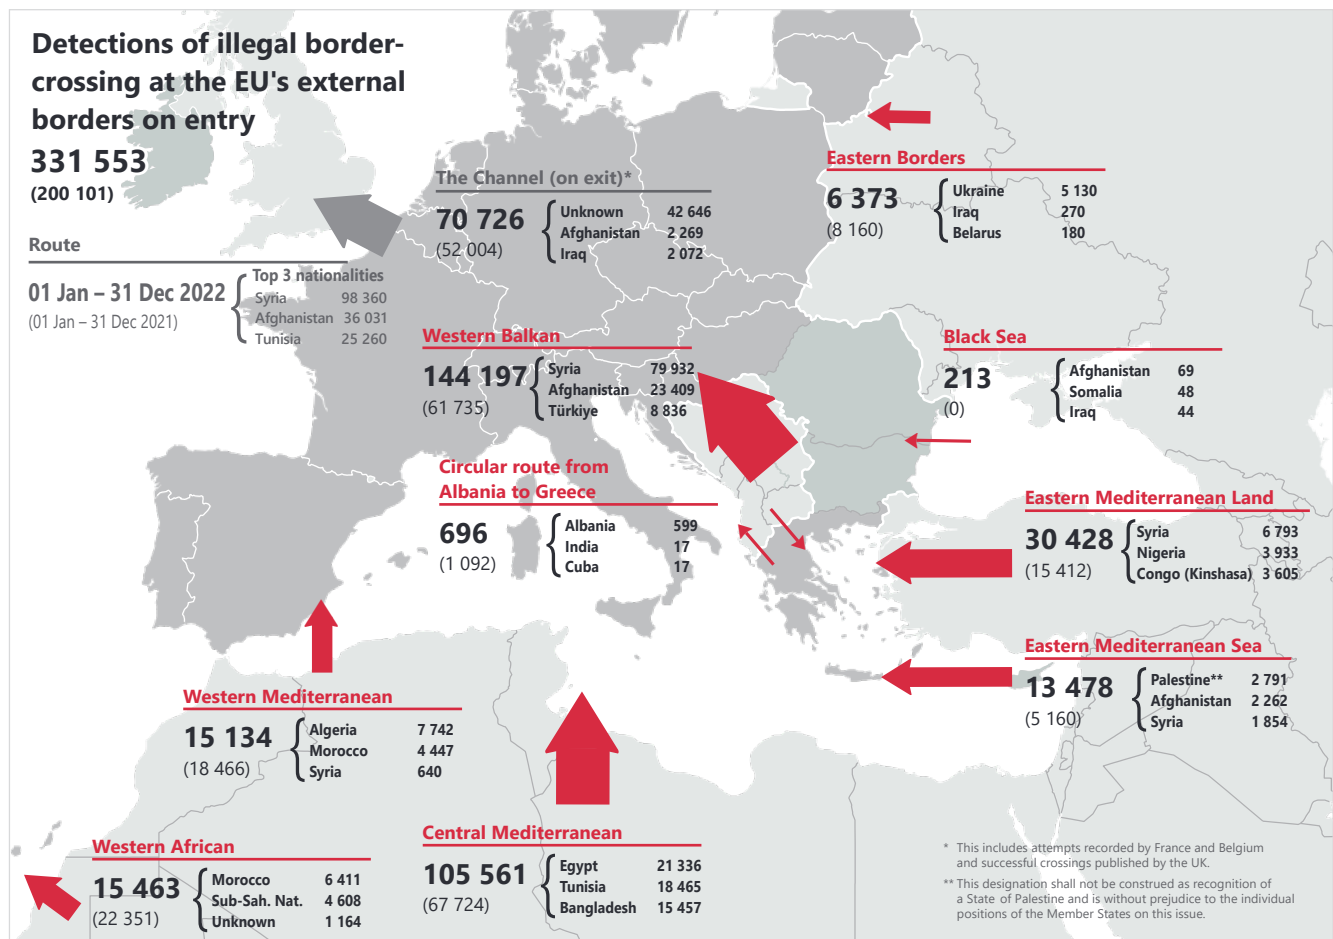 Detections of illegal border-
crossing at the EU's external
borders on entry
331 553
(200 101)
Route
01 Jan – 31 Dec 2022
(01 Jan – 31 Dec 2021)
Top 3 nationalities
Syria 98 360
Afghanistan 36 031
Tunisia 25 260
The Channel (on exit)*
70 726
(52 004)
Unknown 42 646
Afghanistan 2 269
Iraq 2 072
Eastern Borders
6 373
(8 160)
Ukraine 5 130
Iraq 270
Belarus 180
Western Balkan
144 197
(61 735)
Syria 79 932
Afghanistan 23 409
Türkiye 8 836
Black Sea
213
(0)
Afghanistan 69
Somalia 48
Iraq 44
Circular route from
Albania to Greece
696
(1 092)
Albania 599
India 17
Cuba 17
Eastern Mediterranean Land
30 428
(15 412)
Syria 6 793
Nigeria 3 933
Congo (Kinshasa) 3 605
Eastern Mediterranean Sea
13 478
(5 160)
Palestine** 2 791
Afghanistan 2 262
Syria 1 854
Western Mediterranean
15 134
(18 466)
Algeria 7 742
Morocco 4 447
Syria 640
Western African
15 463
(22 351)
Morocco 6 411
Sub-Sah. Nat. 4 608
Unknown 1 164
Central Mediterranean
105 561
(67 724)
Egypt 21 336
Tunisia 18 465
Bangladesh 15 457
* This includes attempts recorded by France and Belgium
and successful crossings published by the UK.
** This designation shall not be construed as recognition of
a State of Palestine and is without prejudice to the individual
positions of the Member States on this issue.